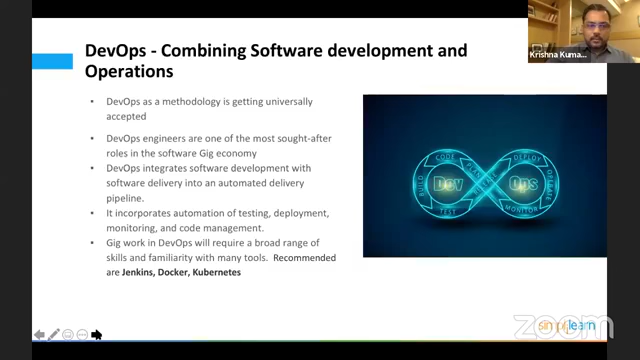 DevOps - Combining Software development and
Operations
• DevOps as a methodology is getting universally
accepted
• DevOps engineers are one of the most sought-after
roles in the software Gig economy
• DevOps integrates software development with
software delivery into an automated delivery
pipeline.
• It incorporates automation of testing, deployment,
monitoring, and code management.
• Gig work in DevOps will require a broad range of
skills and familiarity with many tools. Recommended
are Jenkins, Docker, Kubernetes
Krishna Kuma...
CODE
DEPLOY
PLAN
RELEASE
BUILD
Dev
Ops
OPERATE
TEST
MONITOR
simplilearn
zoom